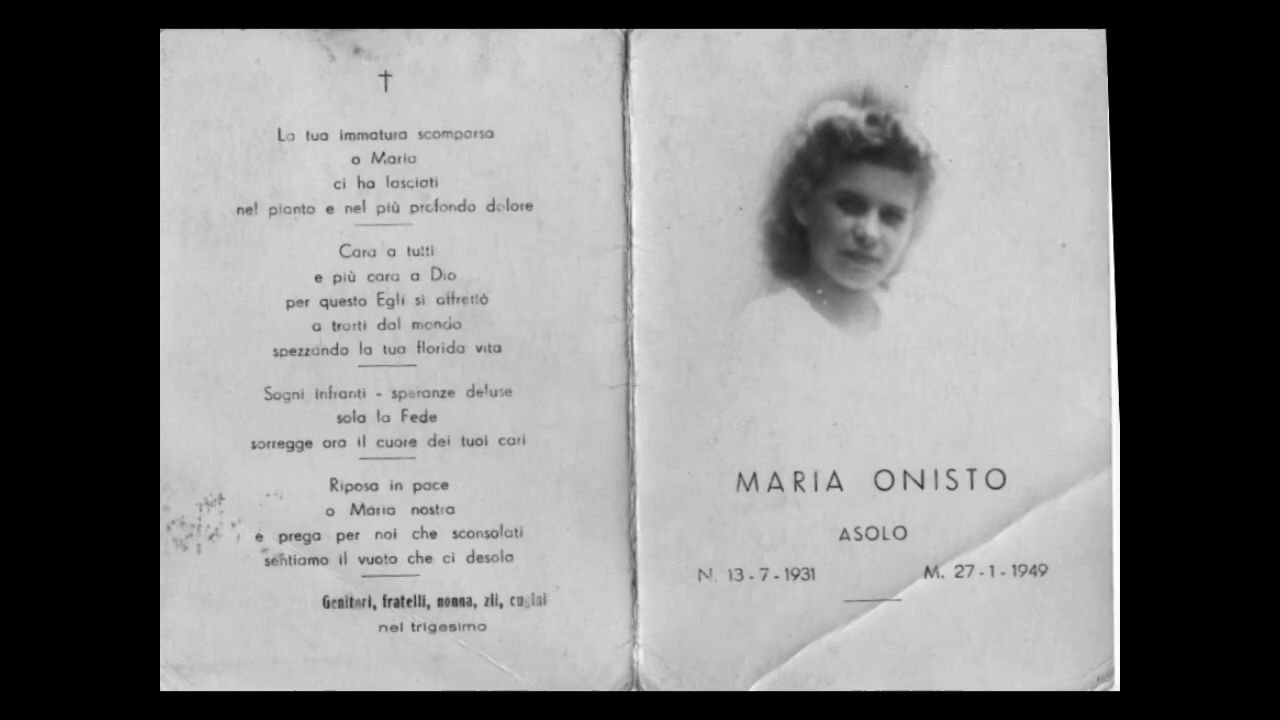 La tua immatura scomparsa
o Maria
ci ha lasciati
nel pianto e nel più profondo dolore
Cara a tutti
e più cara a Dio
per questo Egli si affrettò
a trarti dal mondo
spezzando la tua florida vita
Sogni infranti - speranze deluse
sola la Fede
sorregge ora il cuore dei tuoi cari
Riposa in pace
o Maria nostra
e prega per noi che sconsolati
sentiamo il vuoto che ci desola
Genitori, fratelli, nonna, zii, cugini
nel trigesimo
MARIA ONISTO
ASOLO
N. 13 - 7 - 1931 M. 27 - 1 - 1949